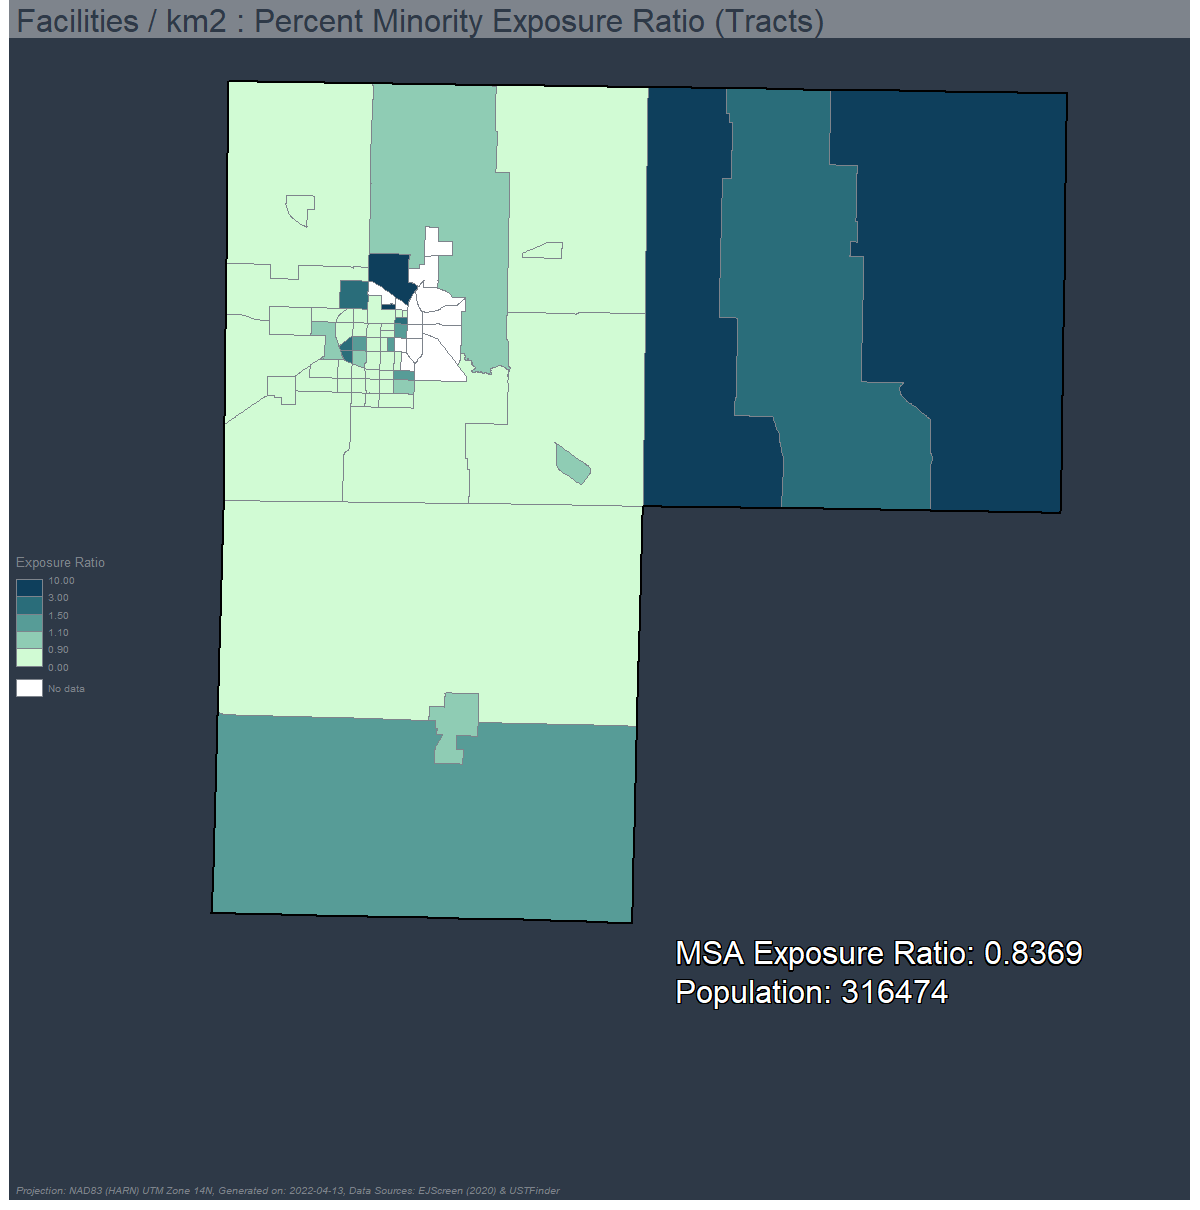 Facilities / km2 : Percent Minority Exposure Ratio (Tracts)
Exposure Ratio
10.00
3.00
1.50
1.10
0.90
0.00
No data
MSA Exposure Ratio: 0.8369
Population: 316474
Projection: NAD83 (HARN) UTM Zone 14N, Generated on: 2022-04-13, Data Sources: EJScreen (2020) & USTFinder